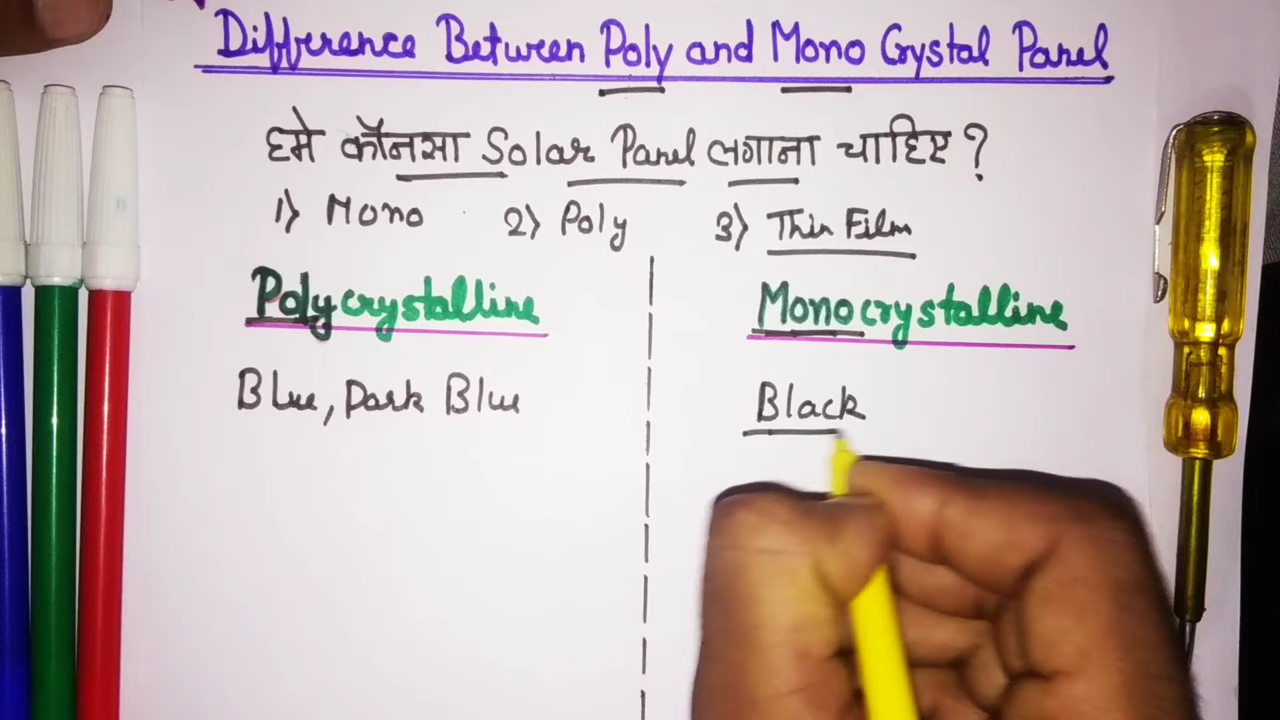 Difference Between Poly and Mono Crystal Panel
हमे कौनसा Solar Panel लगाना चाहिए ?
1) Mono 2) Poly 3) Thin Film
Polycrystalline Monocrystalline
Blue, Dark Blue Black